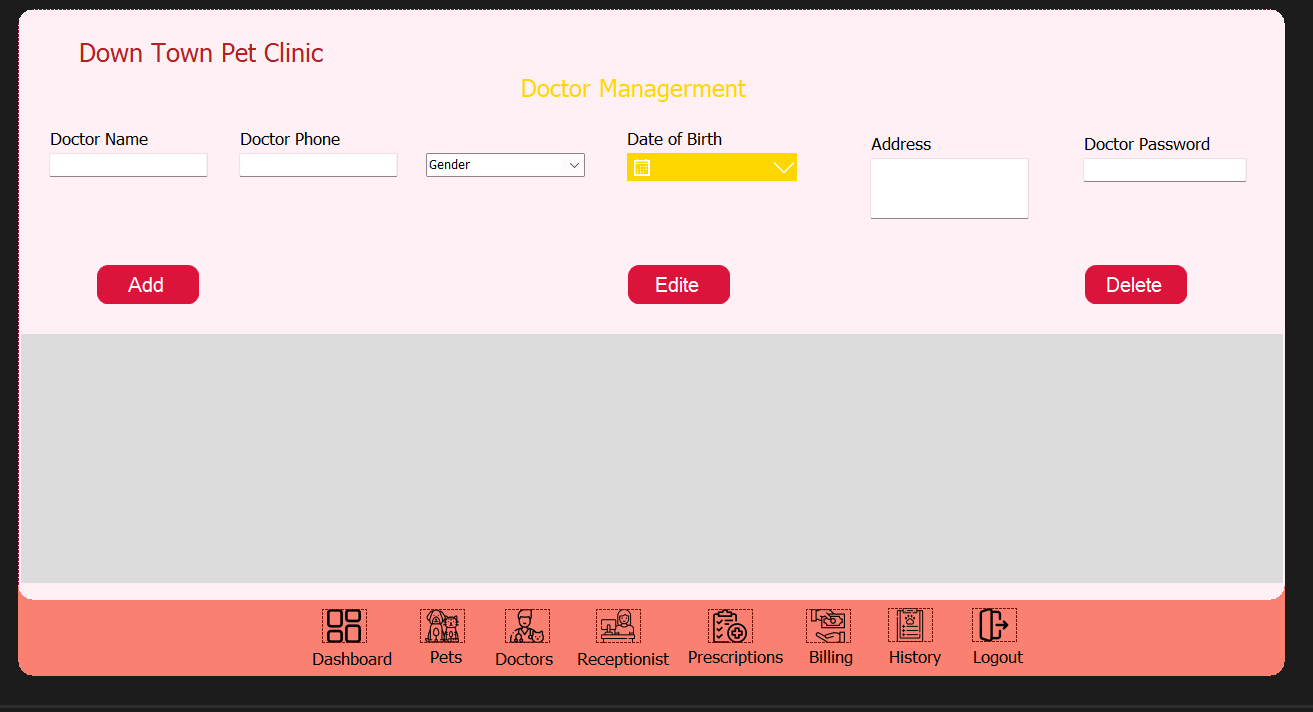 Down Town Pet Clinic
Doctor Managerment
Doctor Name
Doctor Phone
Gender
Date of Birth
Address
Doctor Password
Add
Edite
Delete
Dashboard
Pets
Doctors
Receptionist
Prescriptions
Billing
History
Logout